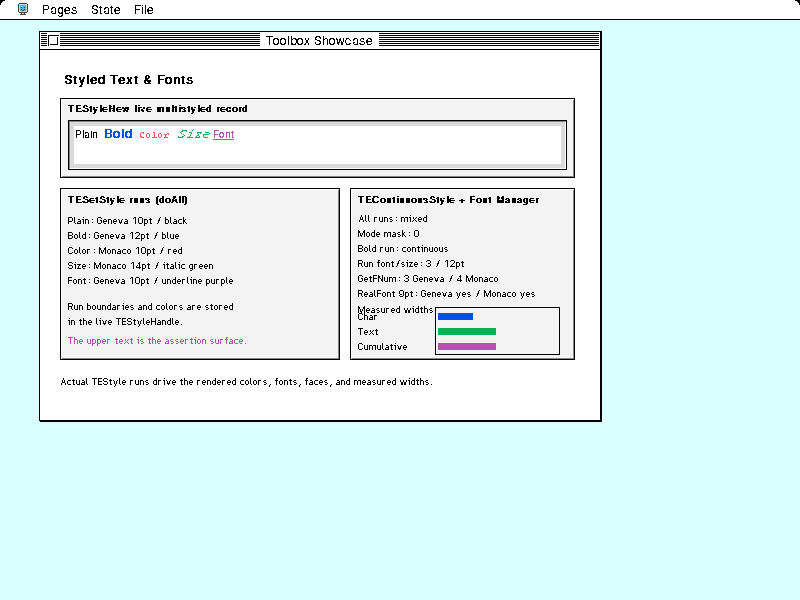 Pages State File
Toolbox Showcase
Styled Text & Fonts
TEStyleNew live multistyled record
Plain Bold Color Size Font
TESetStyle runs (doAll)
Plain: Geneva 10pt / black
Bold: Geneva 12pt / blue
Color: Monaco 10pt / red
Size: Monaco 14pt / italic green
Font: Geneva 10pt / underline purple
Run boundaries and colors are stored
in the live TEStyleHandle.
The upper text is the assertion surface.
TEContinuousStyle + Font Manager
All runs: mixed
Mode mask: 0
Bold run: continuous
Run font/size: 3 / 12pt
GetFNum: 3 Geneva / 4 Monaco
RealFont 9pt: Geneva yes / Monaco yes
Measured widths
Char
Text
Cumulative
Actual TEStyle runs drive the rendered colors, fonts, faces, and measured widths.